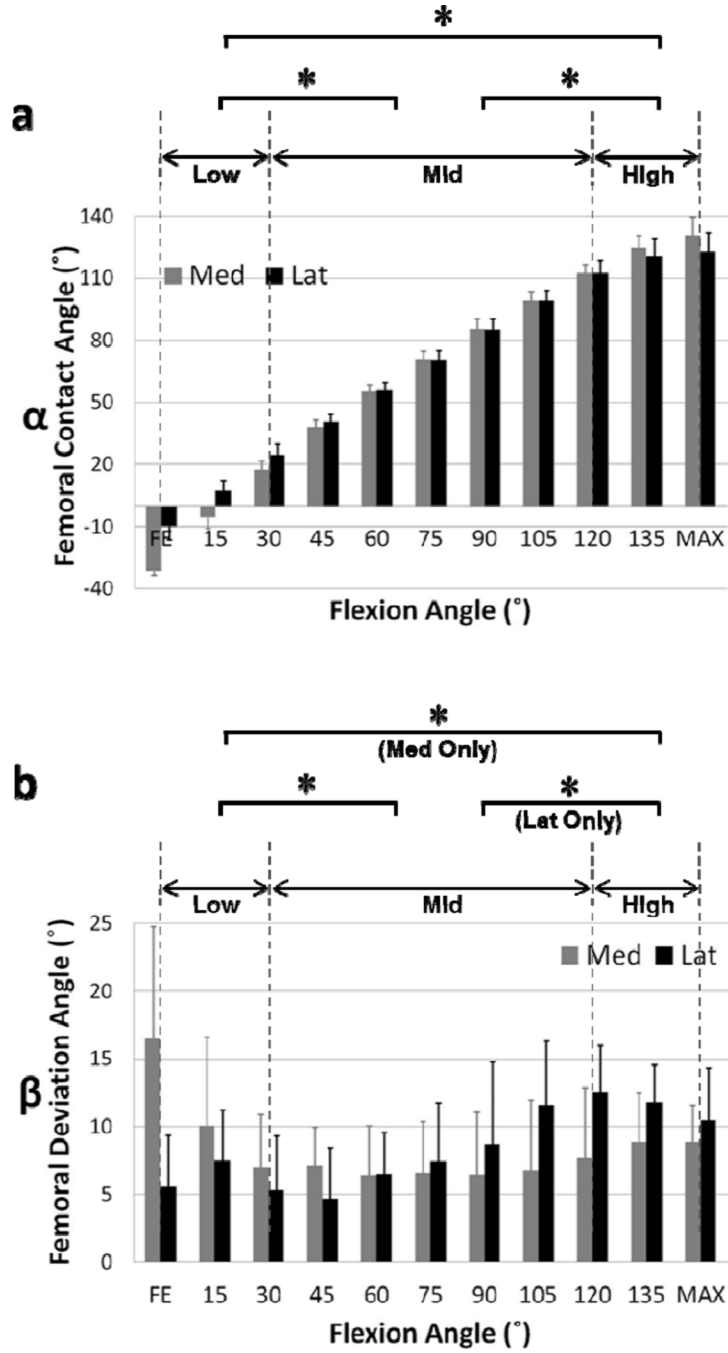 *
* *
a
Low Mid High
140
110
80
50
20
-10
-40
Femoral Contact Angle (°)
α
Med Lat
FE 15 30 45 60 75 90 105 120 135 MAX
Flexion Angle (°)
*
(Med Only)
b
* *
(Lat Only)
Low Mid High
25
20
15
10
5
0
Femoral Deviation Angle (°)
β
Med Lat
FE 15 30 45 60 75 90 105 120 135 MAX
Flexion Angle (°)